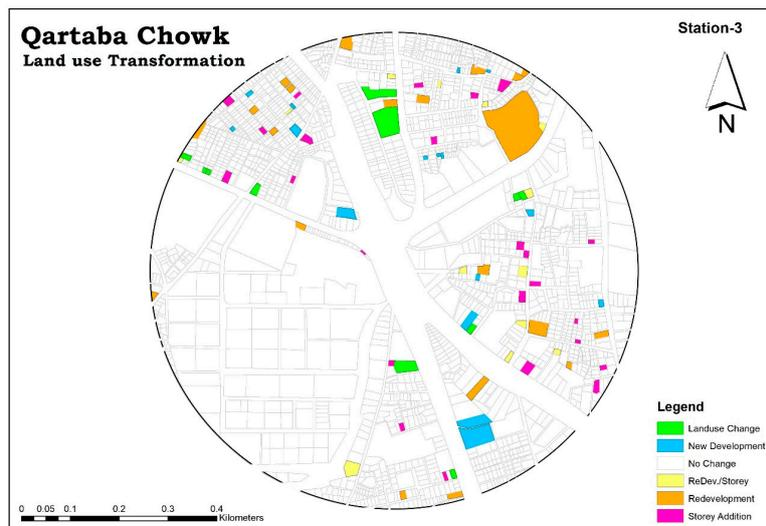 Qartaba Chowk
Land use Transformation
Station-3
N
Legend
Landuse Change
New Development
No Change
ReDev./Storey
Redevelopment
Storey Addition
0 0.05 0.1 0.2 0.3 0.4
Kilometers